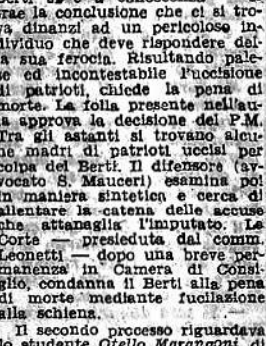 rae la conclusione che ci si tro-
va dinanzi ad un pericoloso in-
dividuo che deve rispondere del-
la sua ferocia. Risultando pale-
se ed incontestabile l'uccisione
di patrioti, chiede la pena di
morte. La folla presente nell'au-
la approva la decisione del P.M.
Tra gli astanti si trovano alcu-
ne madri di patrioti uccisi per
colpa del Berti. Il difensore (av-
vocato S. Mauceri) esamina poi
in maniera sintetica e cerca di
allentare la catena delle accuse
che attanaglia l'imputato. La
Corte — presieduta dal comm.
Leonetti — dopo una breve per-
manenza in Camera di Consi-
glio, condanna il Berti alla pena
di morte mediante fucilazione
alla schiena.
Il secondo processo riguardava
lo studente Otello Marangoni, di